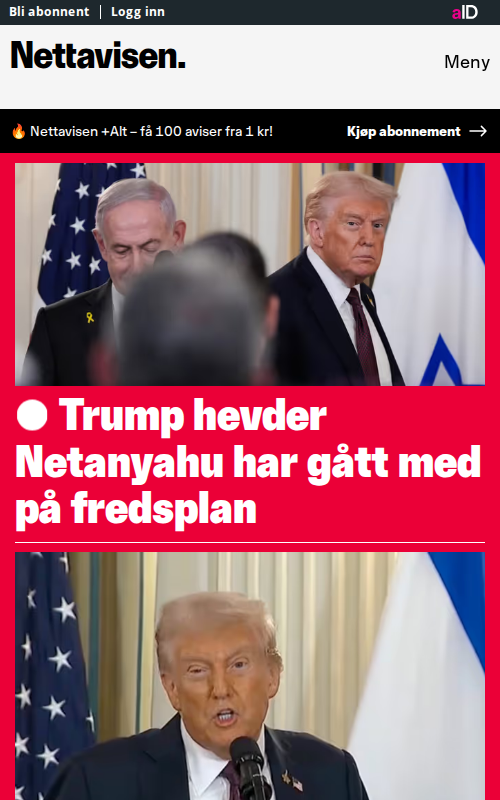 Bli abonnent | Logg inn
aID
Nettavisen.
Meny
🔥 Nettavisen +Alt – få 100 aviser fra 1 kr!
Kjøp abonnement →
Trump hevder
Netanyahu har gått med
på fredsplan